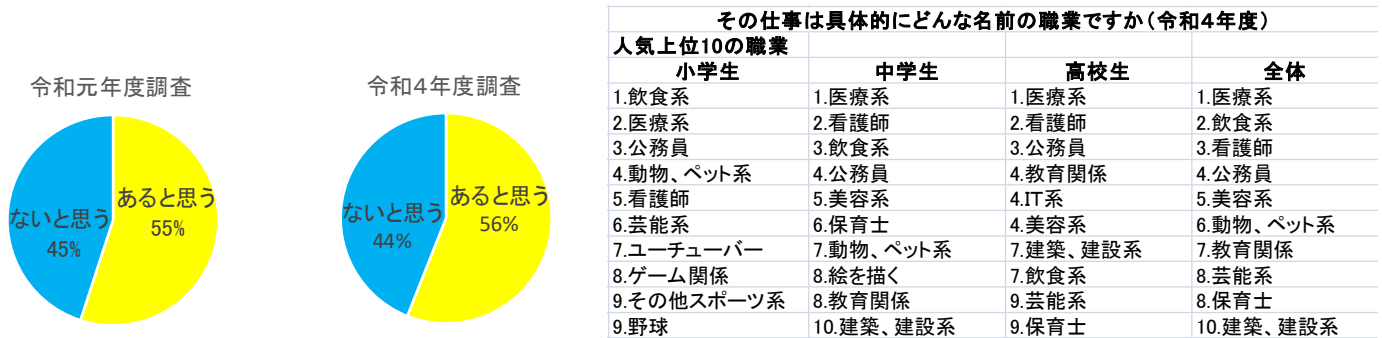 令和元年度調査
ないと思う
45%
あると思う
55%
令和4年度調査
ないと思う
44%
あると思う
56%
その仕事は具体的にどんな名前の職業ですか(令和4年度)
人気上位10の職業
小学生 中学生 高校生 全体
1.飲食系 1.医療系 1.医療系 1.医療系
2.医療系 2.看護師 2.看護師 2.飲食系
3.公務員 3.飲食系 3.公務員 3.看護師
4.動物、ペット系 4.公務員 4.教育関係 4.公務員
5.看護師 5.美容系 4.IT系 5.美容系
6.芸能系 6.保育士 4.美容系 6.動物、ペット系
7.ユーチューバー 7.動物、ペット系 7.建築、建設系 7.教育関係
8.ゲーム関係 8.絵を描く 7.飲食系 8.芸能系
9.その他スポーツ系 8.教育関係 9.芸能系 8.保育士
9.野球 10.建築、建設系 9.保育士 10.建築、建設系